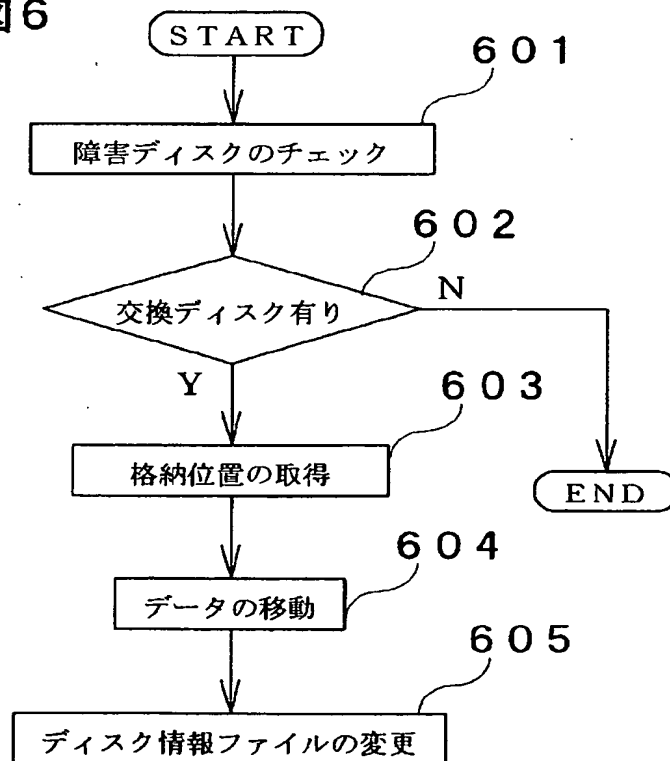 図6
START
601
障害ディスクのチェック
602
交換ディスク有り
N
Y
603
格納位置の取得
END
604
データの移動
605
ディスク情報ファイルの変更